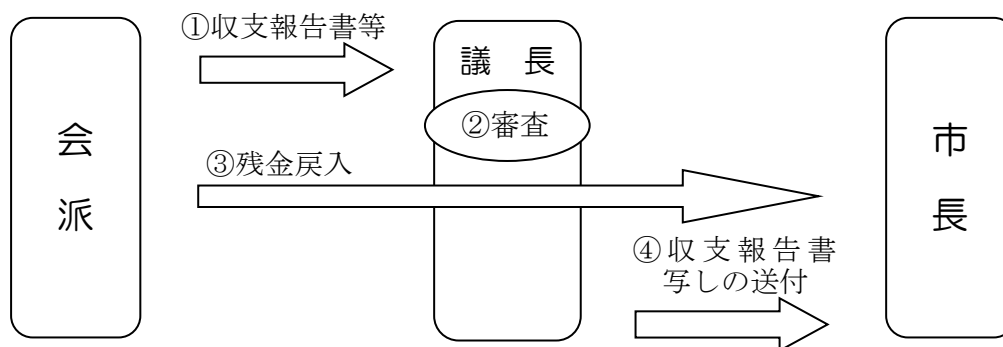 会派
①収支報告書等
議長
②審査
③残金戻入
④収支報告書
写しの送付
市長